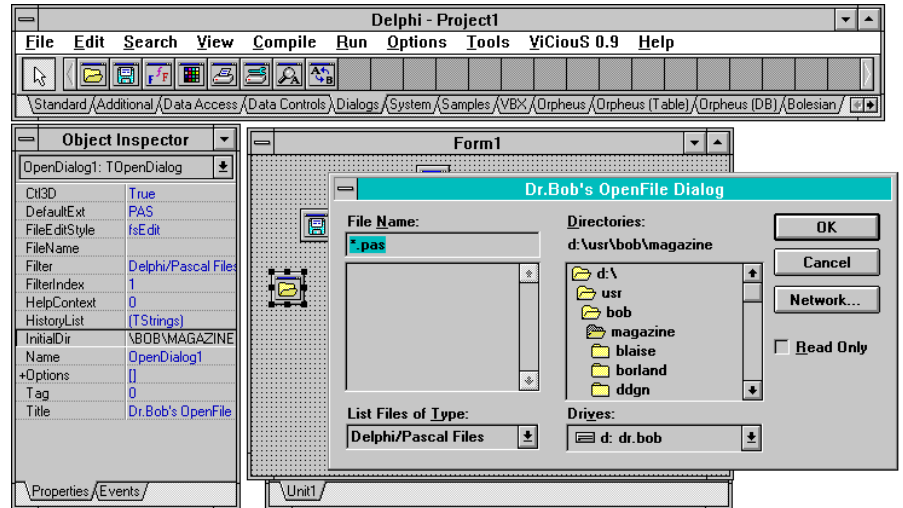 Delphi - Project1
File Edit Search View Compile Run Options Tools ViCiouS 0.9 Help
Standard Additional Data Access Data Controls Dialogs System Samples VBX Orpheus Orpheus (Table) Orpheus (DB) Bolesian
Object Inspector
OpenDialog1: TOpenDialog
Ctl3D True
DefaultExt PAS
FileEditStyle fsEdit
FileName
Filter Delphi/Pascal Files
FilterIndex 1
HelpContext 0
HistoryList (TStrings)
InitialDir \BOB\MAGAZINE
Name OpenDialog1
+Options []
Tag 0
Title Dr.Bob's OpenFile
Properties Events
Form1
Dr.Bob's OpenFile Dialog
File Name:
*.pas
List Files of Type:
Delphi/Pascal Files
Directories:
d:\usr\bob\magazine
d:\
usr
bob
magazine
blaise
borland
ddgn
Drives:
d: dr.bob
OK
Cancel
Network...
Read Only
Unit1